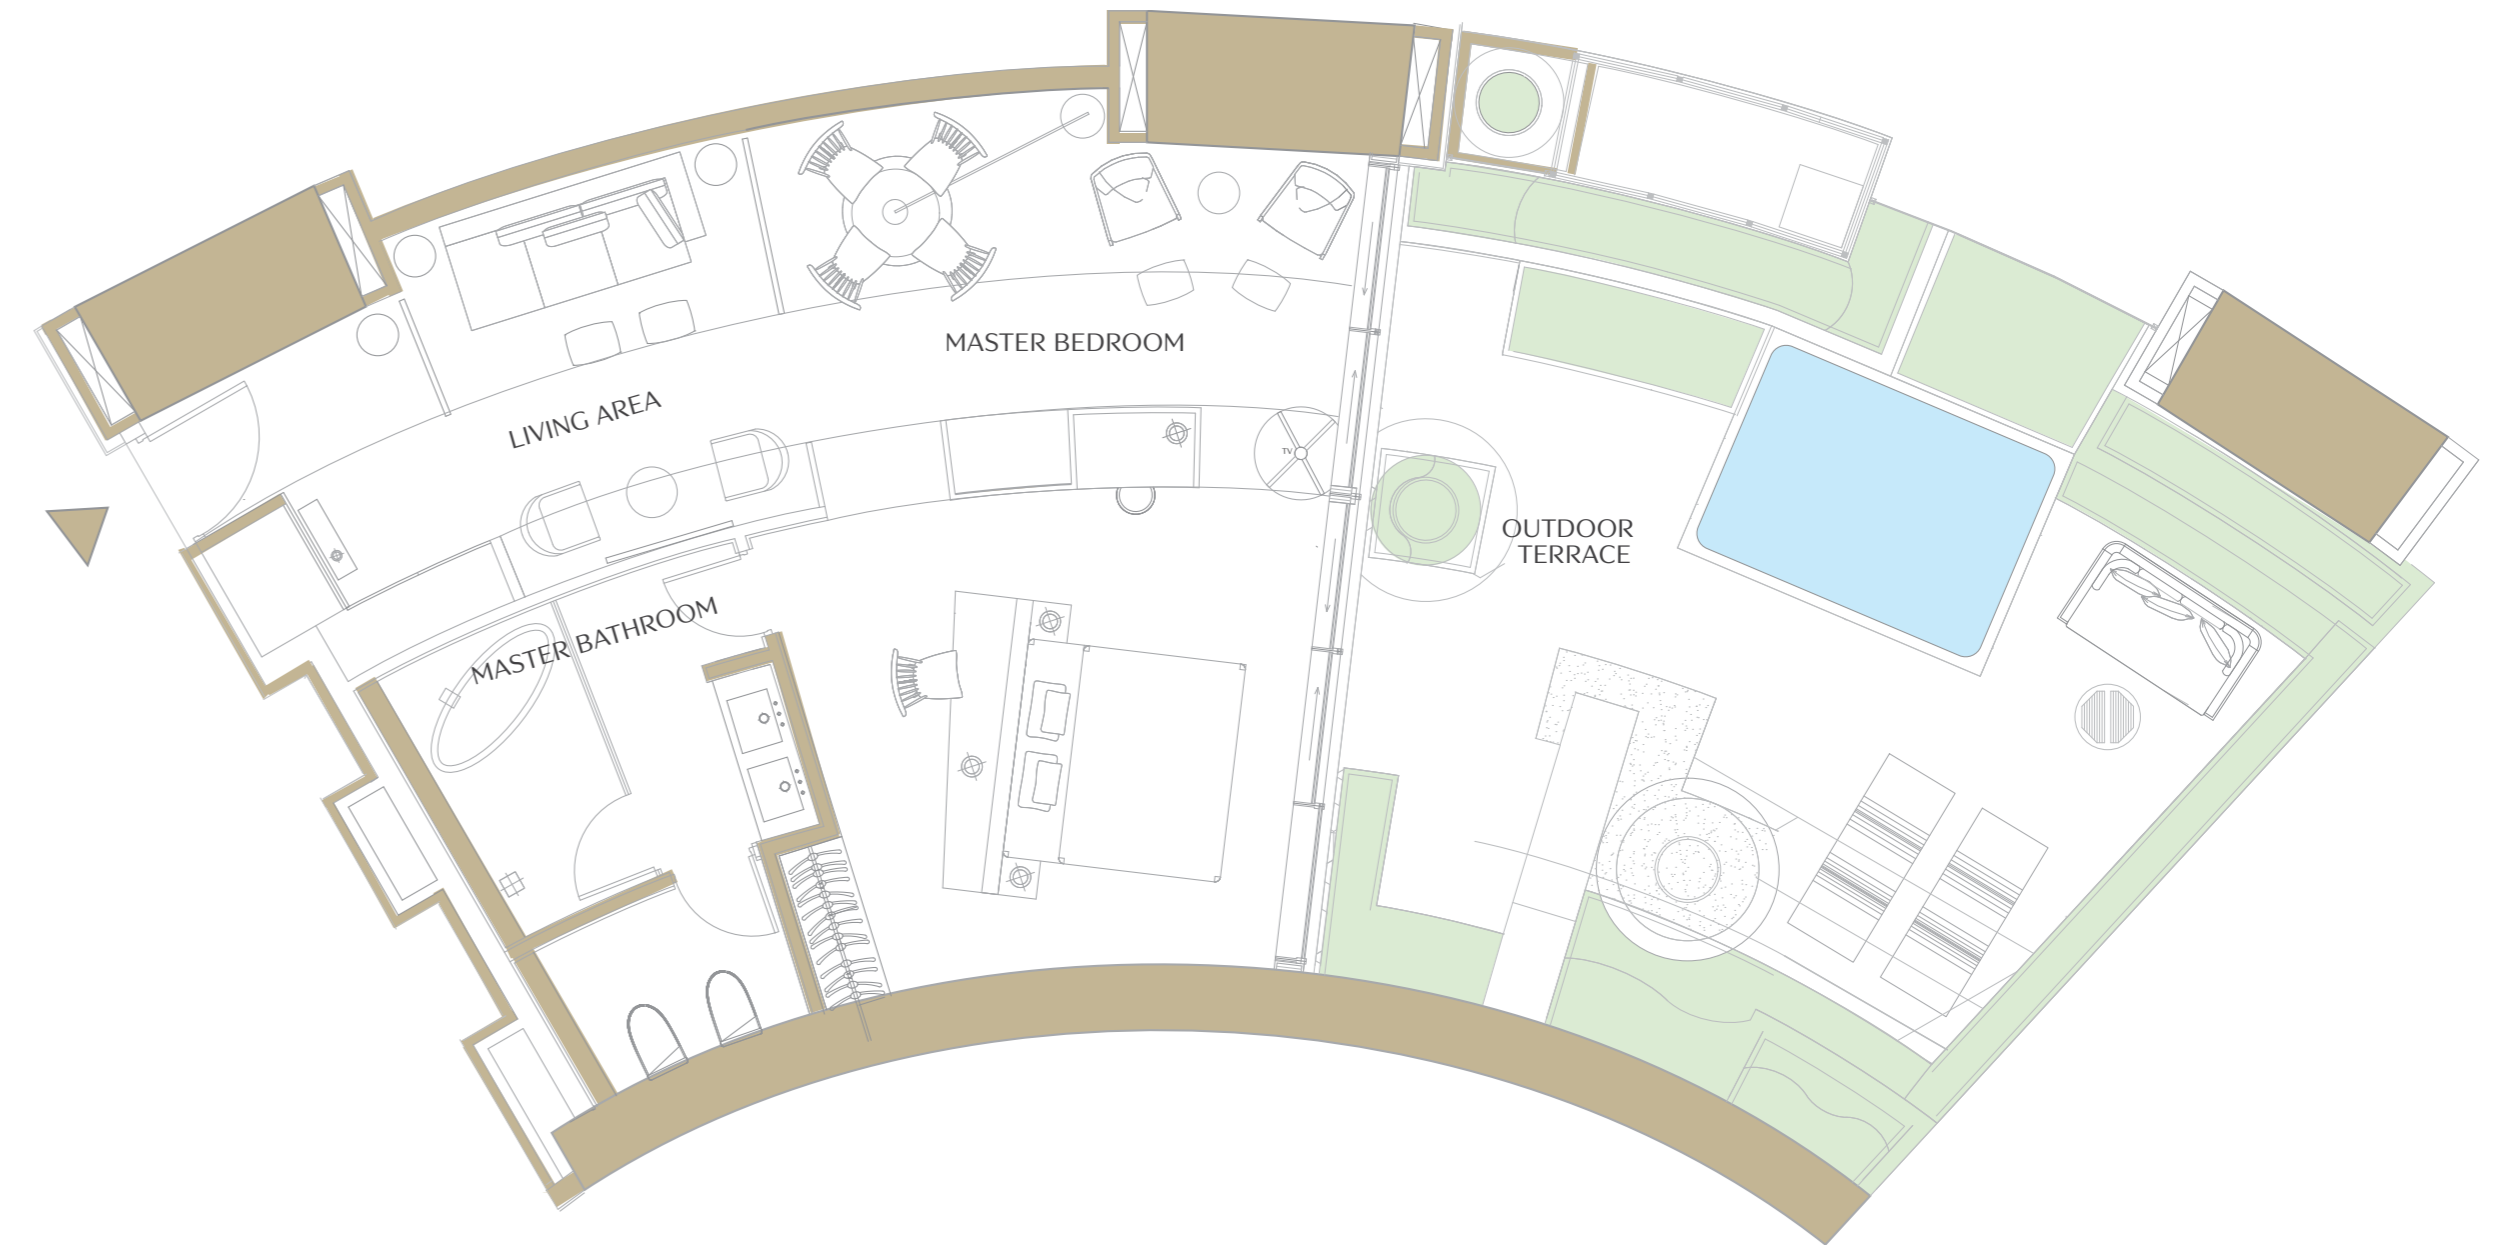 MASTER BEDROOM
LIVING AREA
TV
OUTDOOR
TERRACE
MASTER BATHROOM